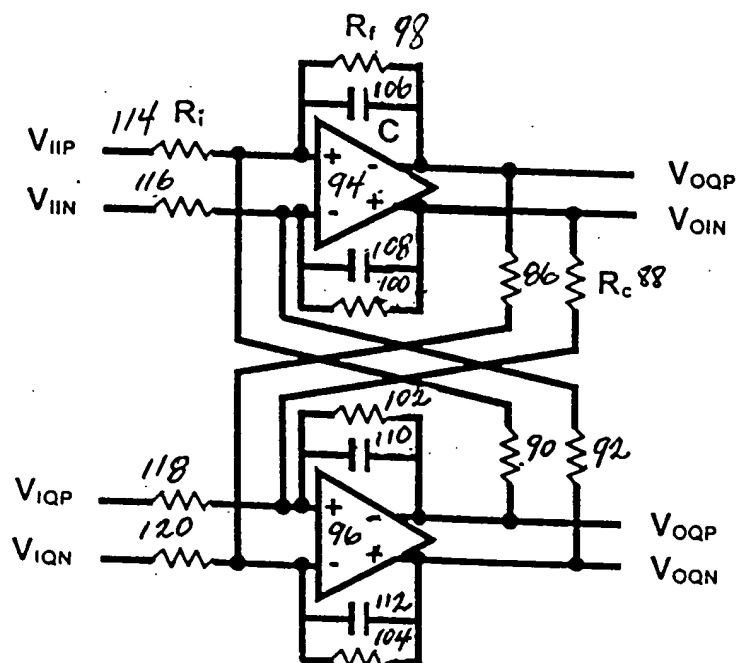 Rf 98
106
C
114 Ri
VIIP
+ -
94
VOQP
116
VIIN
- +
VOIN
108
100
86
Rc 88
102
110
90
92
118
VIQP
+ -
96
VOQP
120
VIQN
- +
VOQN
112
104